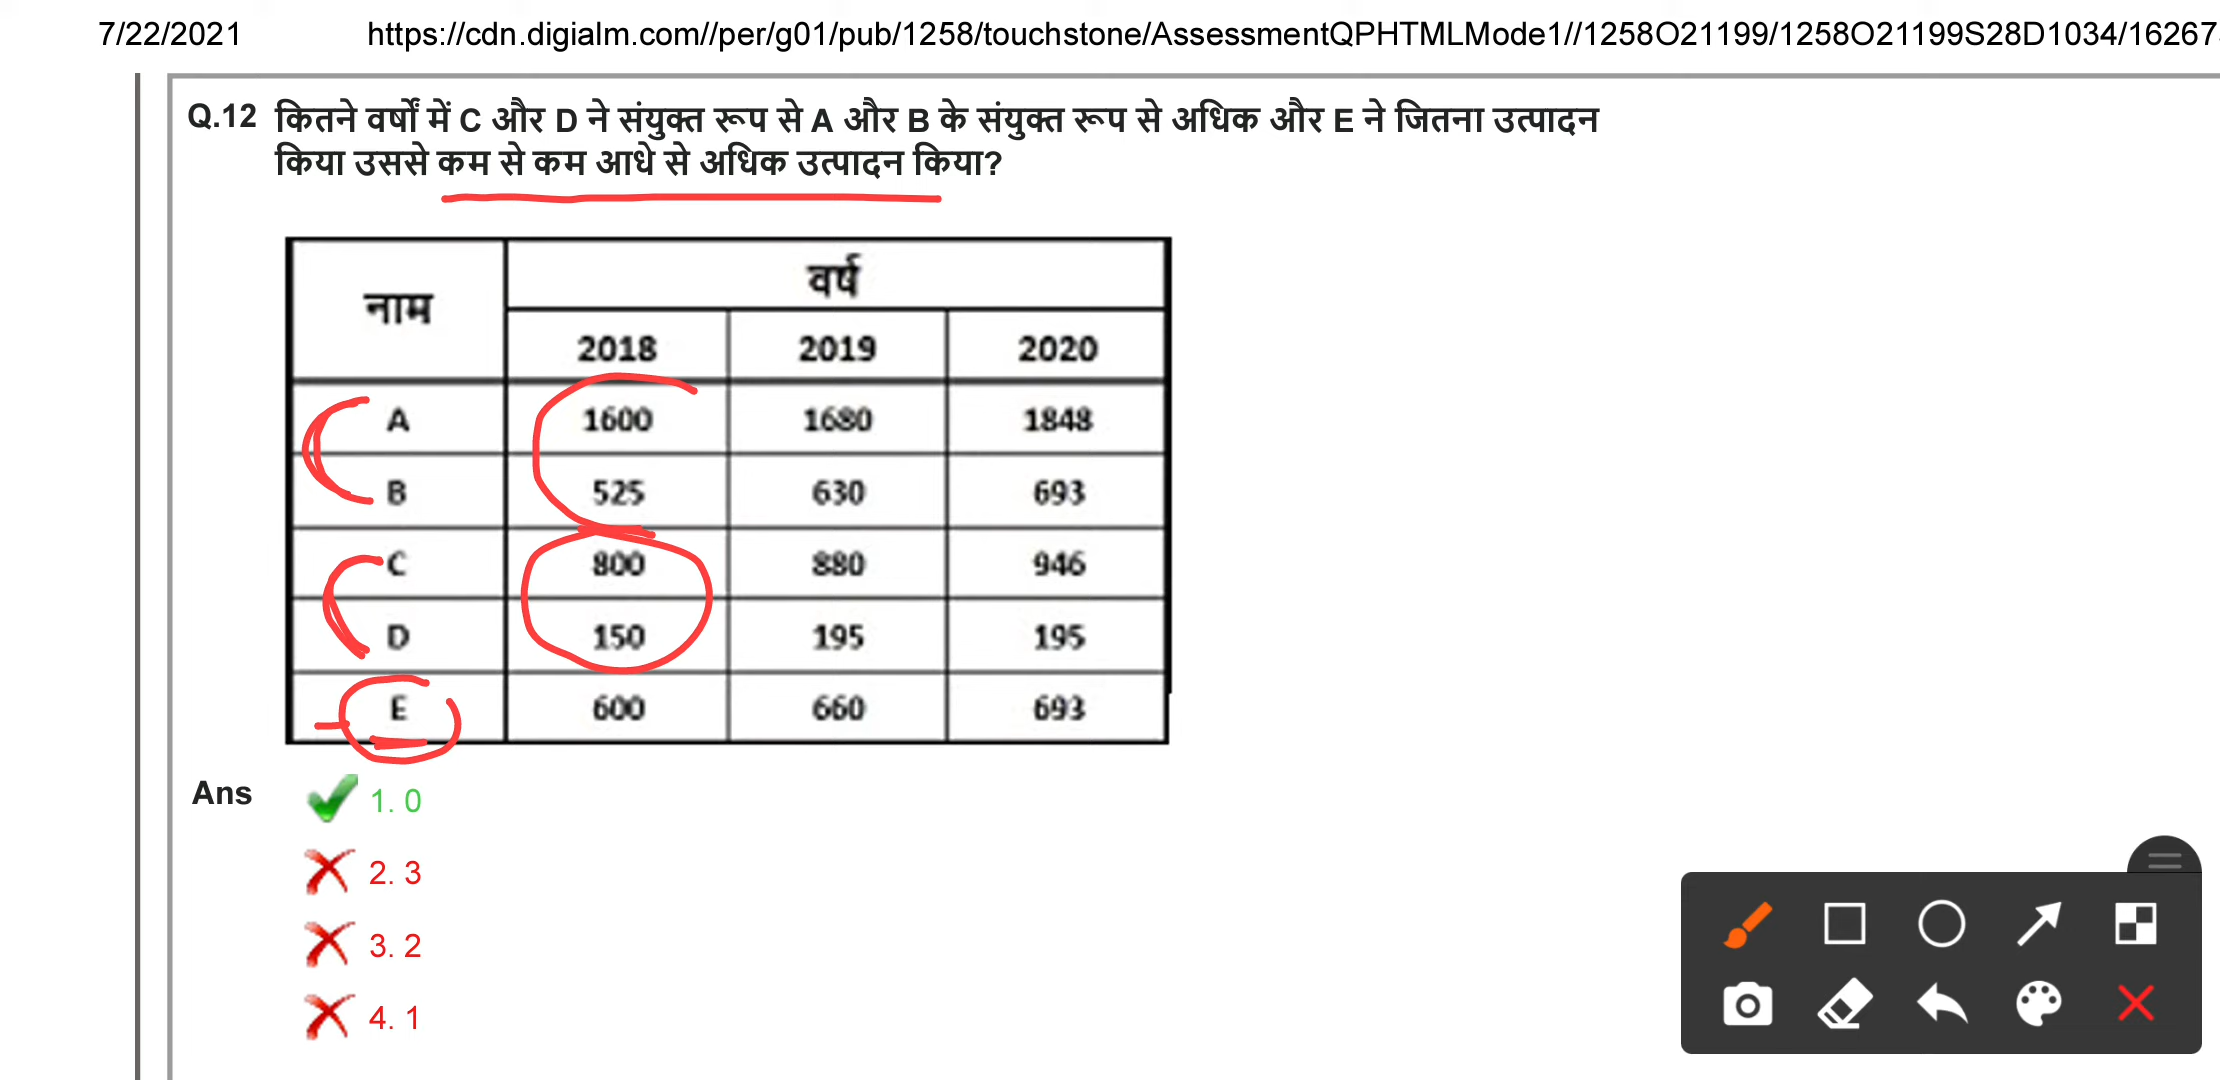 7/22/2021 https://cdn.digialm.com//per/g01/pub/1258/touchstone/AssessmentQPHTMLMode1//1258O21199/1258O21199S28D1034/16267
Q.12 कितने वर्षों में C और D ने संयुक्त रूप से A और B के संयुक्त रूप से अधिक और E ने जितना उत्पादन
किया उससे कम से कम आधे से अधिक उत्पादन किया?
नाम वर्ष
2018 2019 2020
A 1600 1680 1848
B 525 630 693
C 800 880 946
D 150 195 195
E 600 660 693
Ans 1. 0
2. 3
3. 2
4. 1